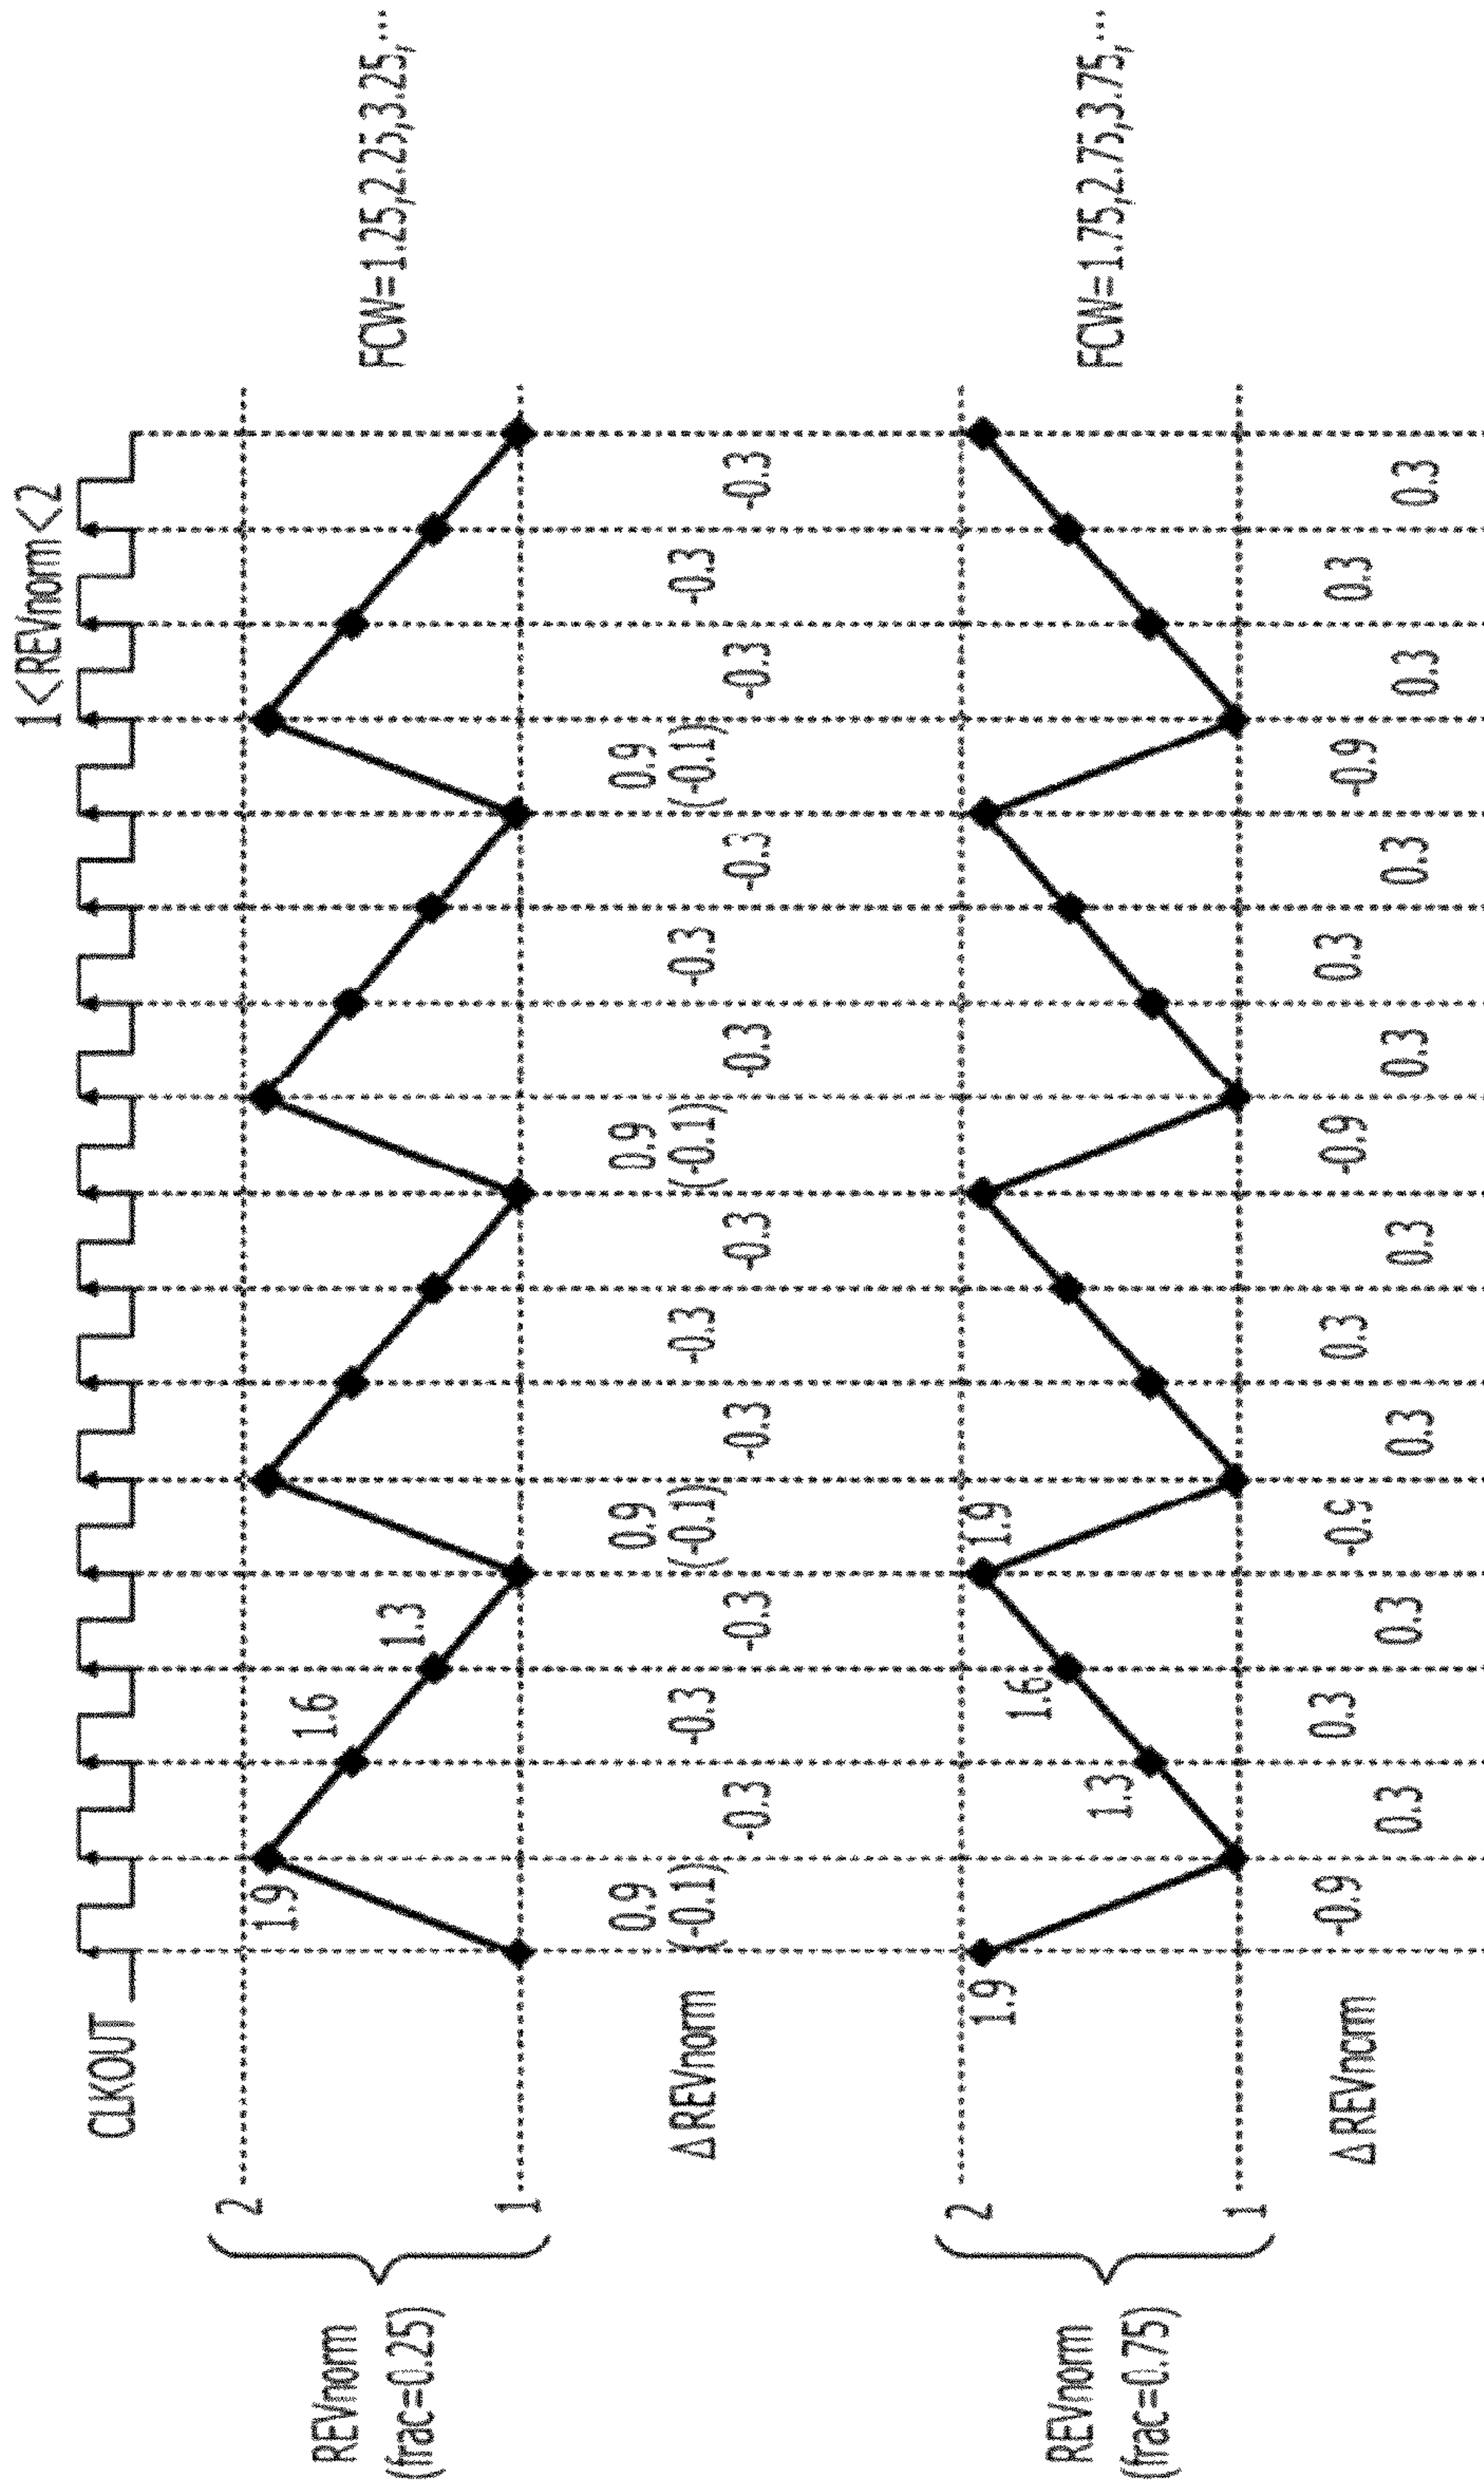 1<REVnorm<2
CLKOUT
2
1.9
1.6
1.3
REVnorm
(frac=0.25)
FCW=1.25,2.25,3.25,···
1
0.9 0.9 0.9 0.9
ΔREVnorm (-0.1) -0.3 (-0.1) -0.3 (-0.1) -0.3 (-0.1) -0.3
-0.3 -0.3 -0.3 -0.3 -0.3 -0.3 -0.3 -0.3
2
1.9 1.9
1.6
1.3
REVnorm
(frac=0.75)
FCW=1.75,2.75,3.75,···
1
ΔREVnorm -0.9 0.3 0.3 0.3 -0.9 0.3 0.3 0.3 -0.9 0.3 0.3 0.3 -0.9 0.3 0.3 0.3